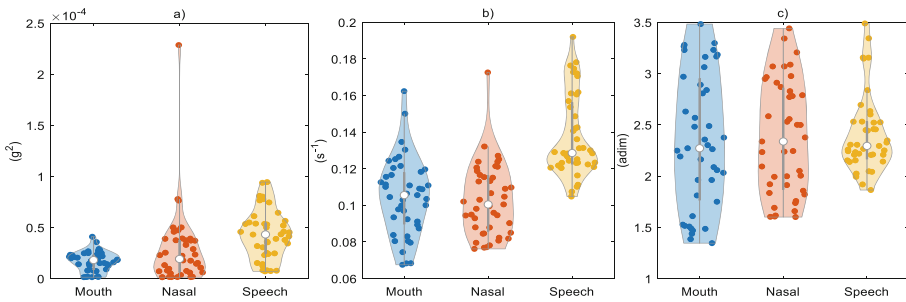 ×10⁻⁴
a)
2.5
2
1.5
1
0.5
0
(g²)
Mouth Nasal Speech
b)
0.2
0.18
0.16
0.14
0.12
0.1
0.08
0.06
(s⁻¹)
Mouth Nasal Speech
c)
3.5
3
2.5
2
1.5
1
(adim)
Mouth Nasal Speech